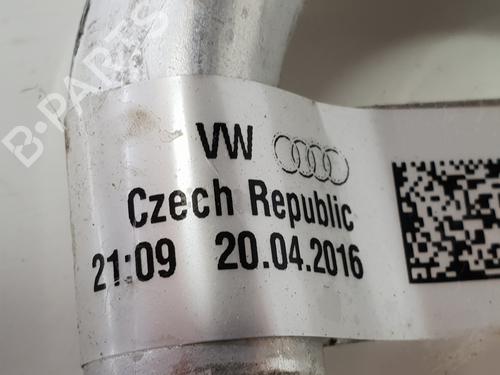 B-PARTS
VW
Czech Republic
21:09 20.04.2016